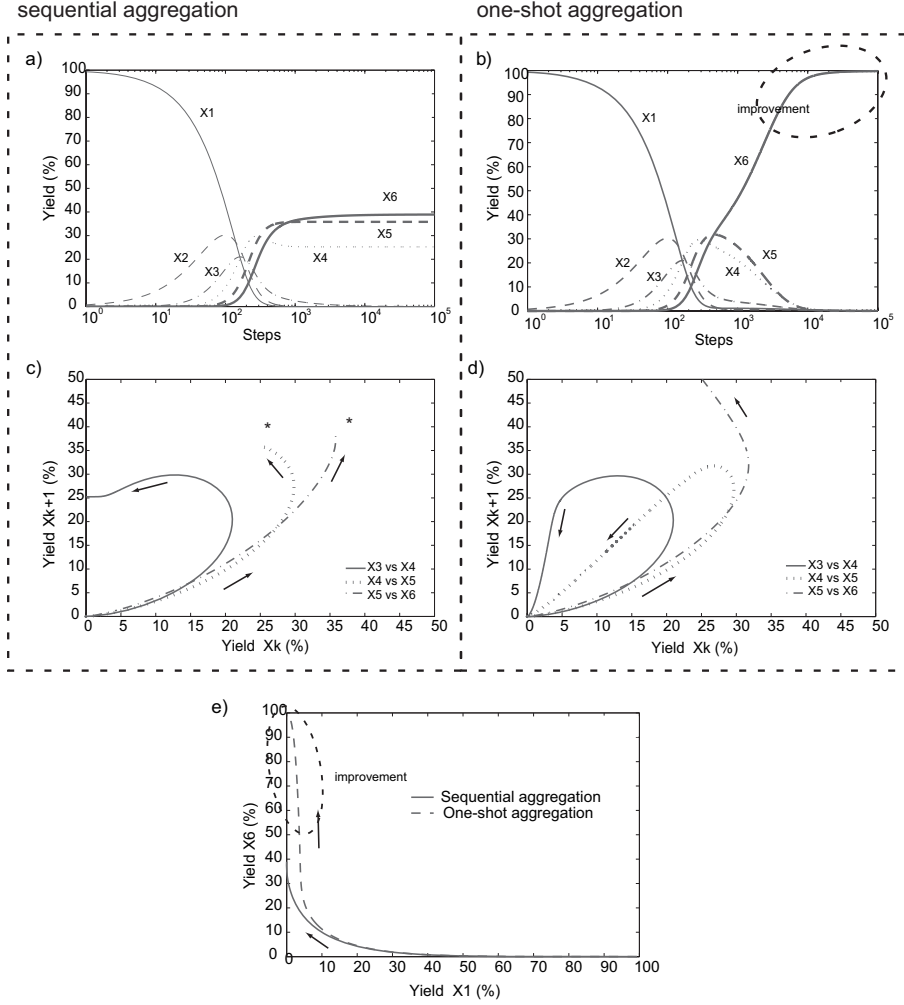 sequential aggregation
one-shot aggregation
a)
100
90
80
70
60
50
40
30
20
10
0
Yield (%)
X1
X2
X3
X4
X5
X6
10^0
10^1
10^2
10^3
10^4
10^5
Steps
b)
100
90
80
70
60
50
40
30
20
10
0
Yield (%)
X1
improvement
X6
X2
X3
X4
X5
10^0
10^1
10^2
10^3
10^4
10^5
Steps
c)
50
45
40
35
30
25
20
15
10
5
0
Yield Xk+1 (%)
*
*
X3 vs X4
X4 vs X5
X5 vs X6
0 5 10 15 20 25 30 35 40 45 50
Yield Xk (%)
d)
50
45
40
35
30
25
20
15
10
5
0
Yield Xk+1 (%)
X3 vs X4
X4 vs X5
X5 vs X6
0 5 10 15 20 25 30 35 40 45 50
Yield Xk (%)
e)
100
90
80
70
60
50
40
30
20
10
0
Yield X6 (%)
improvement
Sequential aggregation
One-shot aggregation
0 10 20 30 40 50 60 70 80 90 100
Yield X1 (%)